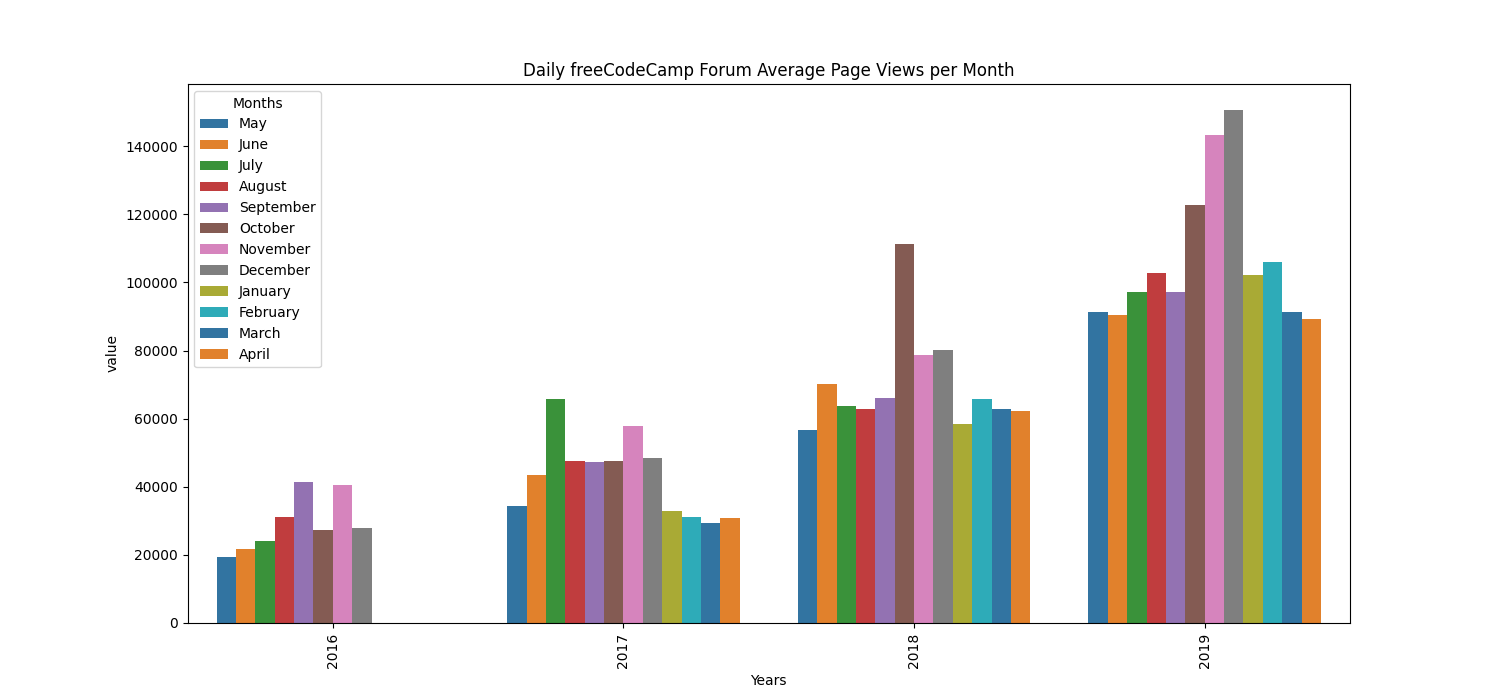 Daily freeCodeCamp Forum Average Page Views per Month
Months
May
June
July
August
September
October
November
December
January
February
March
April
140000
120000
100000
80000
60000
40000
20000
0
value
2016
2017
2018
2019
Years